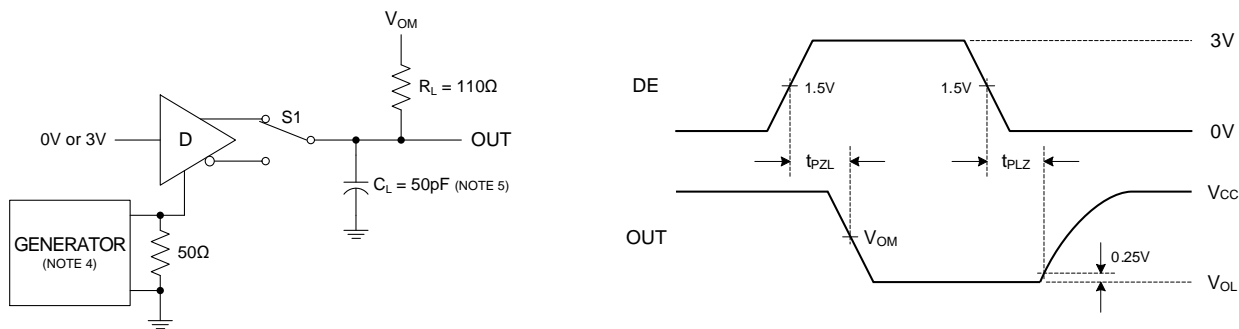 VOM
RL = 110Ω
S1
0V or 3V
D
OUT
CL = 50pF (NOTE 5)
GENERATOR
(NOTE 4)
50Ω
3V
DE
1.5V
1.5V
0V
tPZL
tPLZ
VCC
OUT
VOM
0.25V
VOL